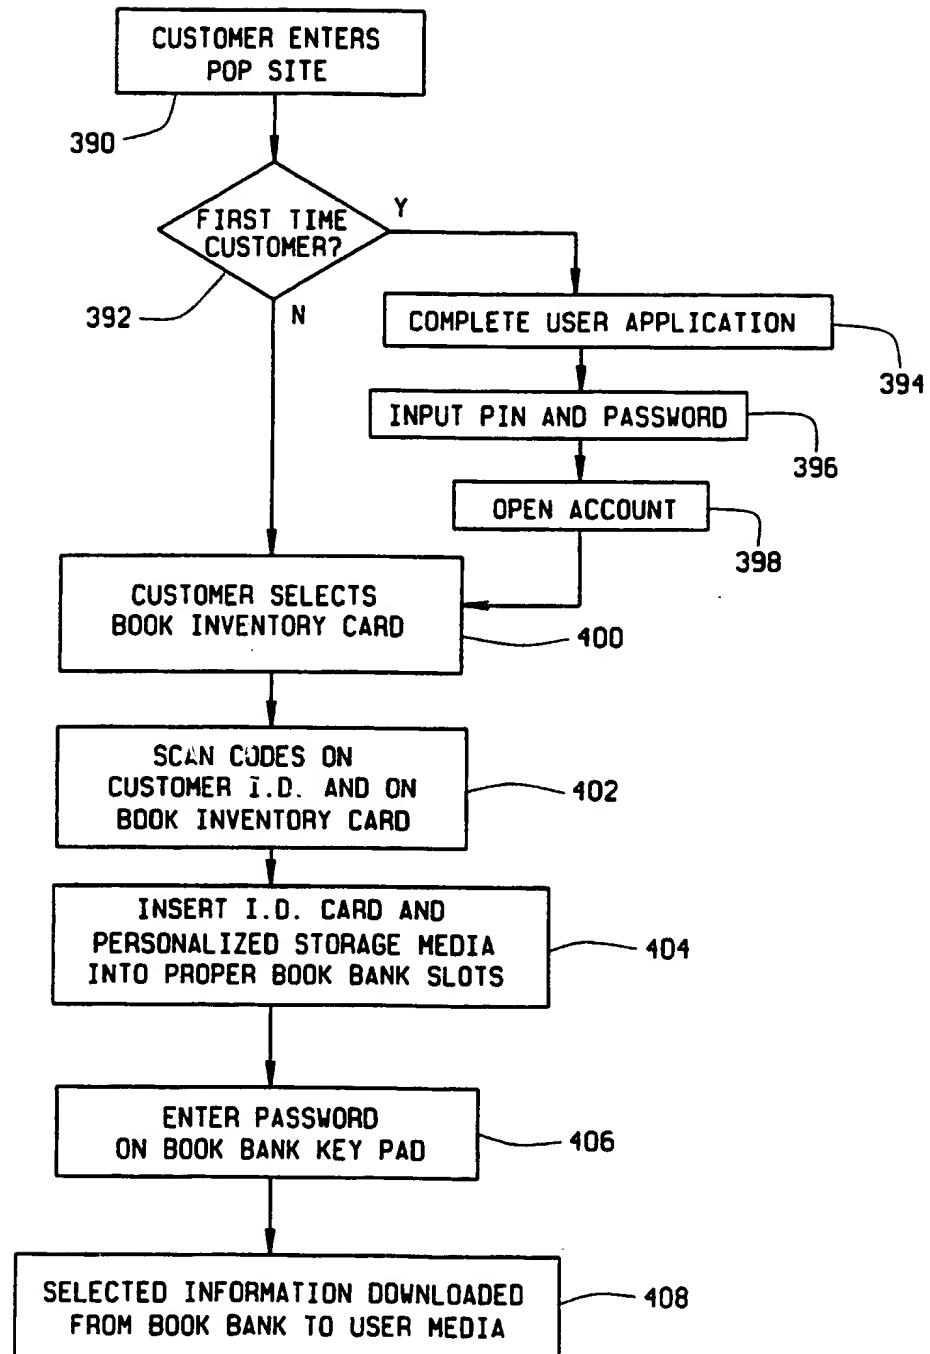 CUSTOMER ENTERS
POP SITE
390
FIRST TIME
CUSTOMER?
Y
392
N
COMPLETE USER APPLICATION
394
INPUT PIN AND PASSWORD
396
OPEN ACCOUNT
398
CUSTOMER SELECTS
BOOK INVENTORY CARD
400
SCAN CODES ON
CUSTOMER I.D. AND ON
BOOK INVENTORY CARD
402
INSERT I.D. CARD AND
PERSONALIZED STORAGE MEDIA
INTO PROPER BOOK BANK SLOTS
404
ENTER PASSWORD
ON BOOK BANK KEY PAD
406
SELECTED INFORMATION DOWNLOADED
FROM BOOK BANK TO USER MEDIA
408